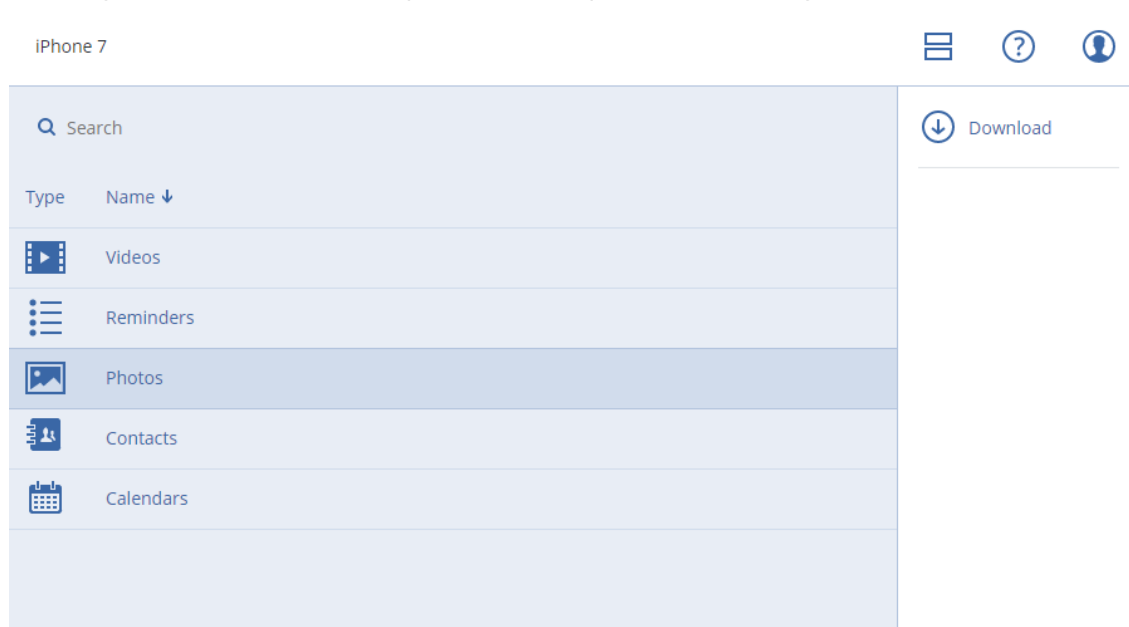 iPhone 7
Search
Download
Type Name
Videos
Reminders
Photos
Contacts
Calendars